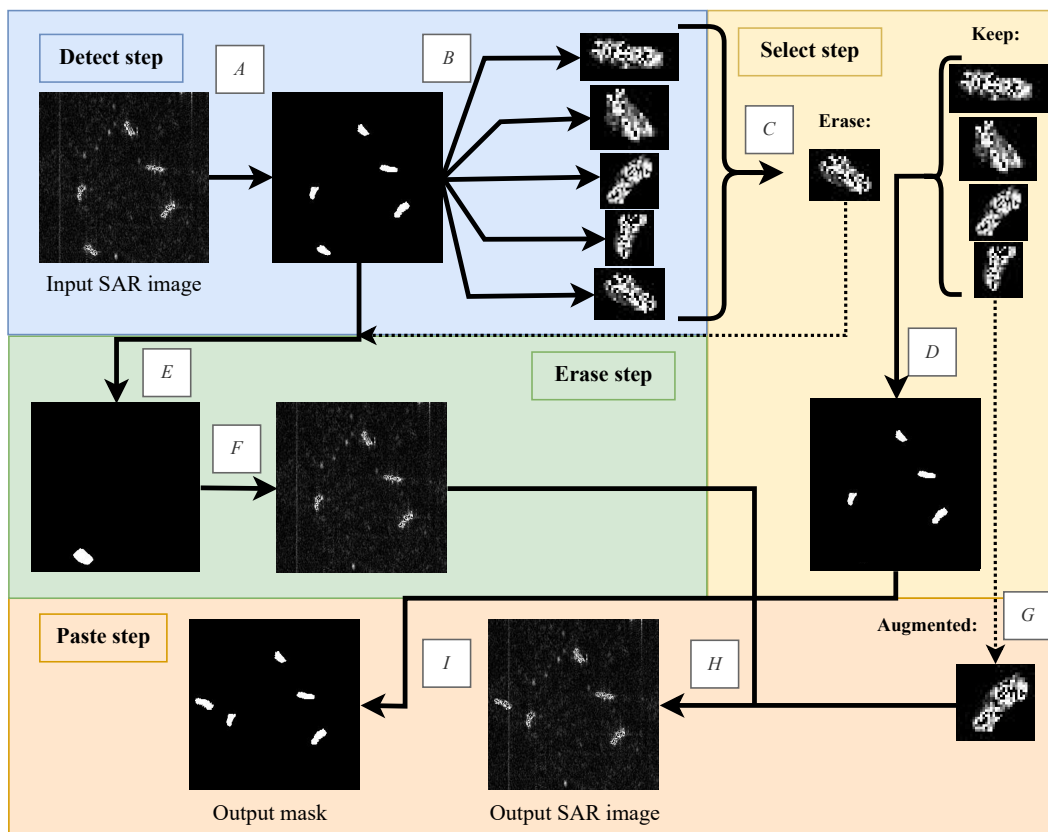 Detect step
A
B
Select step
Keep:
C
Erase:
Input SAR image
D
E
Erase step
F
G
Paste step
Augmented:
I
H
Output mask
Output SAR image